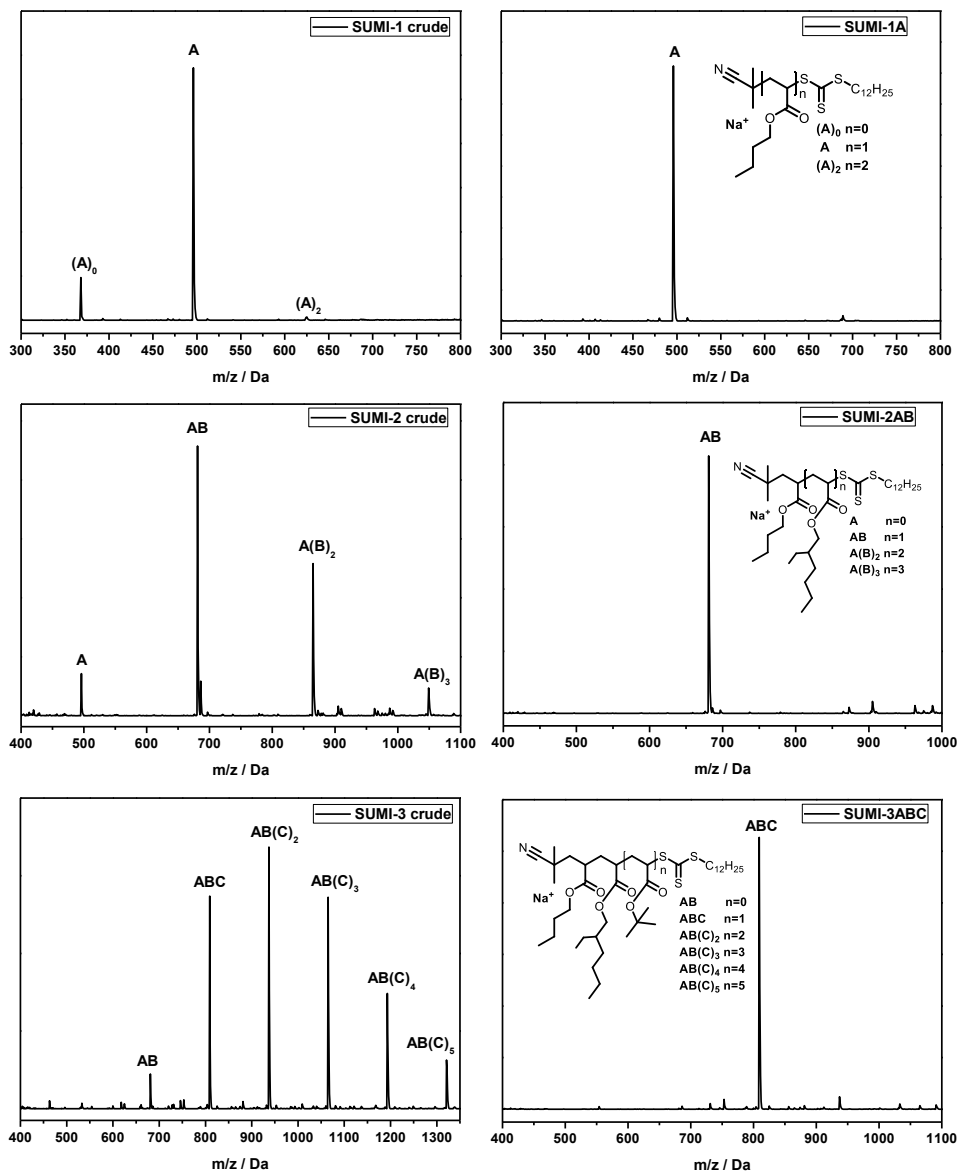 SUMI-1 crude
A
(A)₀
(A)₂
300 350 400 450 500 550 600 650 700 750 800
m/z / Da
SUMI-1A
A
N
n
S
S
C₁₂H₂₅
S
Na⁺
O
O
(A)₀ n=0
A n=1
(A)₂ n=2
300 350 400 450 500 550 600 650 700 750 800
m/z / Da
SUMI-2 crude
AB
A(B)₂
A
A(B)₃
400 500 600 700 800 900 1000 1100
m/z / Da
SUMI-2AB
AB
N
n
S
S
C₁₂H₂₅
S
Na⁺
O
O
O
O
A n=0
AB n=1
A(B)₂ n=2
A(B)₃ n=3
400 500 600 700 800 900 1000
m/z / Da
SUMI-3 crude
AB(C)₂
ABC
AB(C)₃
AB(C)₄
AB(C)₅
AB
400 500 600 700 800 900 1000 1100 1200 1300
m/z / Da
SUMI-3ABC
ABC
N
n
S
S
C₁₂H₂₅
S
Na⁺
O
O
O
O
O
O
AB n=0
ABC n=1
AB(C)₂ n=2
AB(C)₃ n=3
AB(C)₄ n=4
AB(C)₅ n=5
400 500 600 700 800 900 1000 1100
m/z / Da